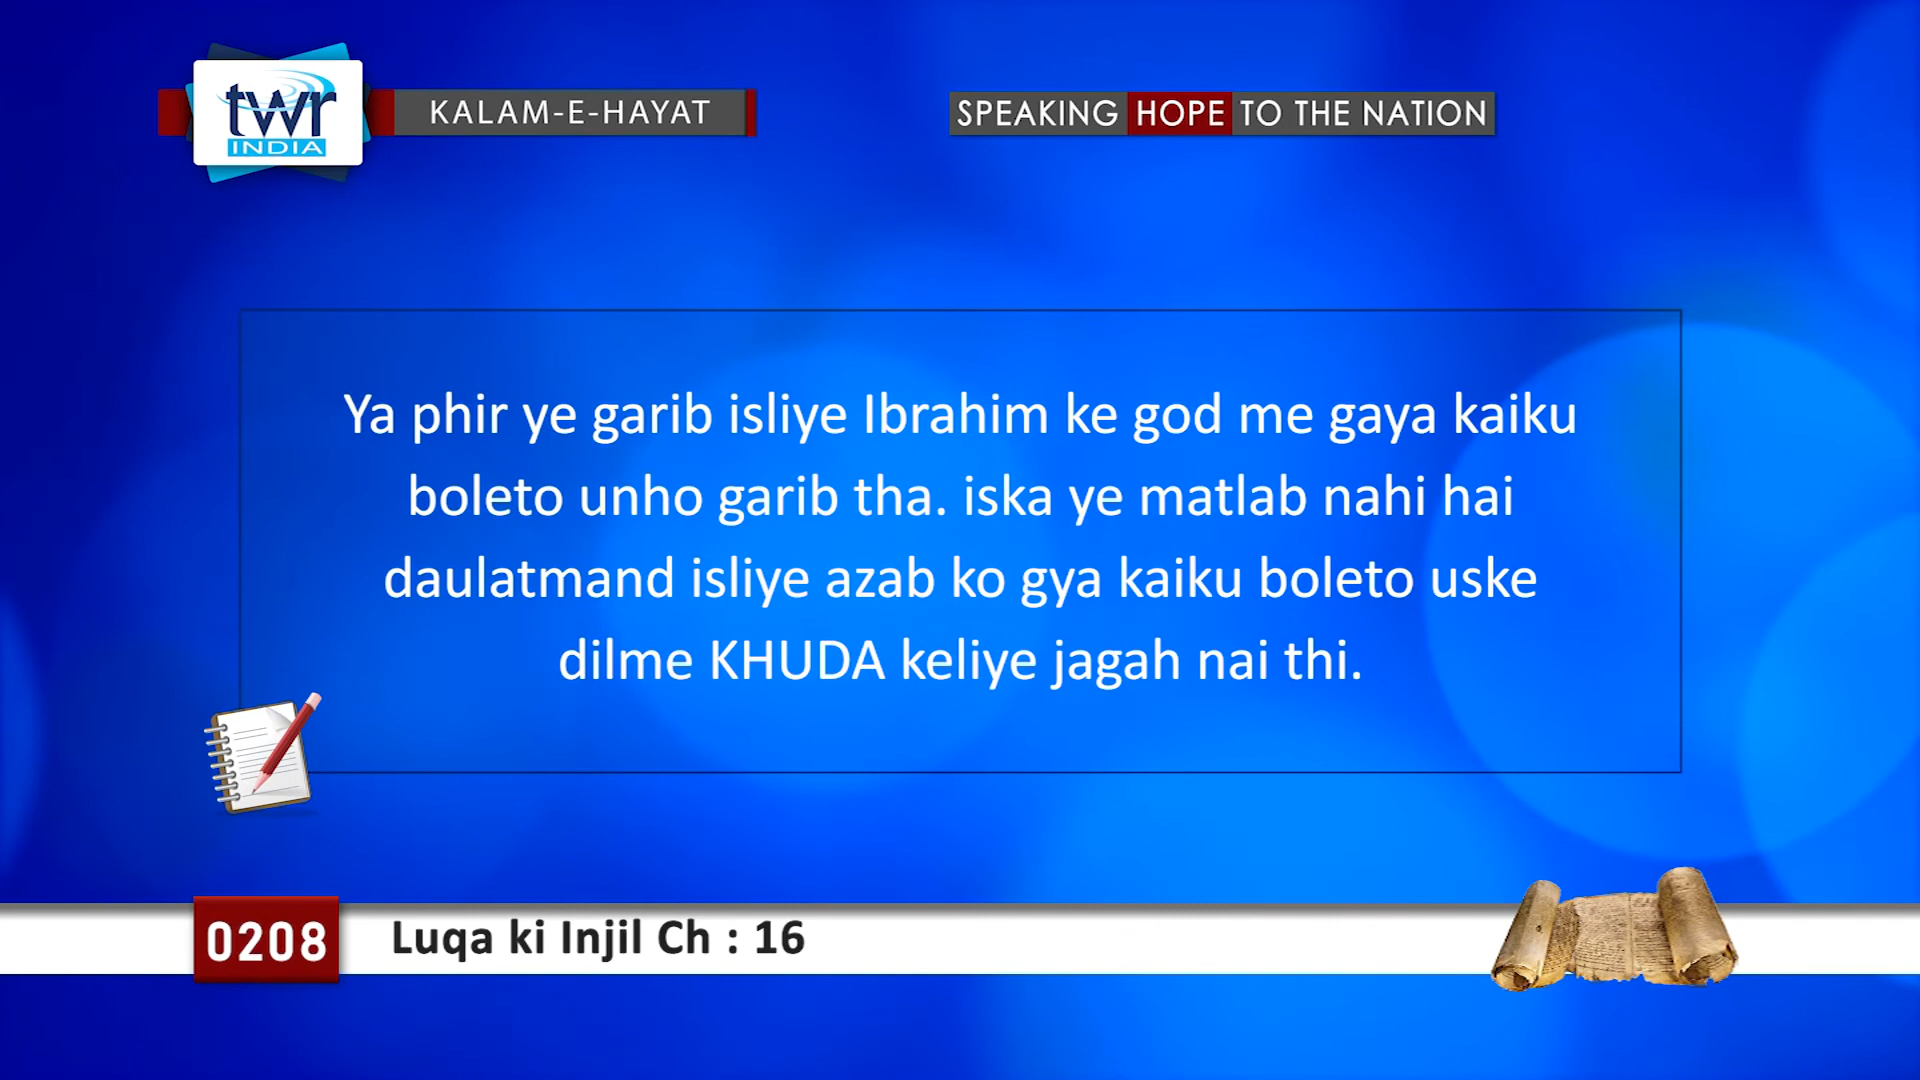 twr
INDIA
KALAM-E-HAYAT
SPEAKING HOPE TO THE NATION
Ya phir ye garib isliye Ibrahim ke god me gaya kaiku
boleto unho garib tha. iska ye matlab nahi hai
daulatmand isliye azab ko gya kaiku boleto uske
dilme KHUDA keliye jagah nai thi.
0208
Luqa ki Injil Ch : 16